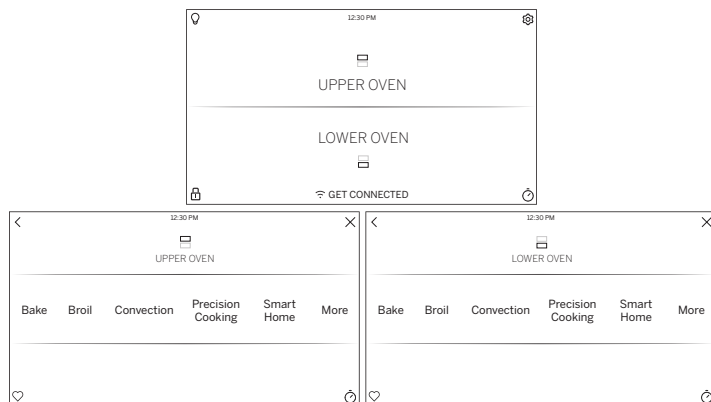 12:30 PM
UPPER OVEN
LOWER OVEN
GET CONNECTED
12:30 PM
UPPER OVEN
Bake Broil Convection Precision Cooking Smart Home More
12:30 PM
LOWER OVEN
Bake Broil Convection Precision Cooking Smart Home More